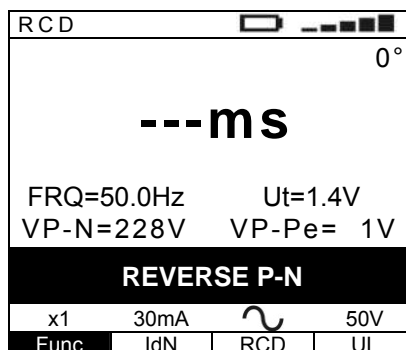 RCD
0°
---ms
FRQ=50.0Hz Ut=1.4V
VP-N=228V VP-Pe= 1V
REVERSE P-N
x1 30mA 50V
Func IdN RCD UL